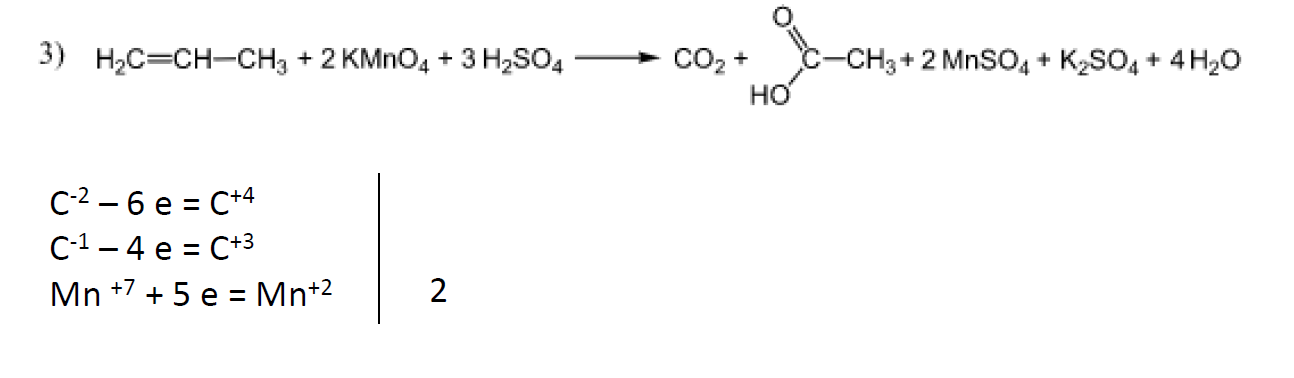 3) H₂C=CH−CH₃ + 2 KMnO₄ + 3 H₂SO₄ ⟶ CO₂ + HO−C(=O)−CH₃ + 2 MnSO₄ + K₂SO₄ + 4 H₂O
C⁻² – 6 e = C⁺⁴
C⁻¹ – 4 e = C⁺³
Mn ⁺⁷ + 5 e = Mn⁺² 2